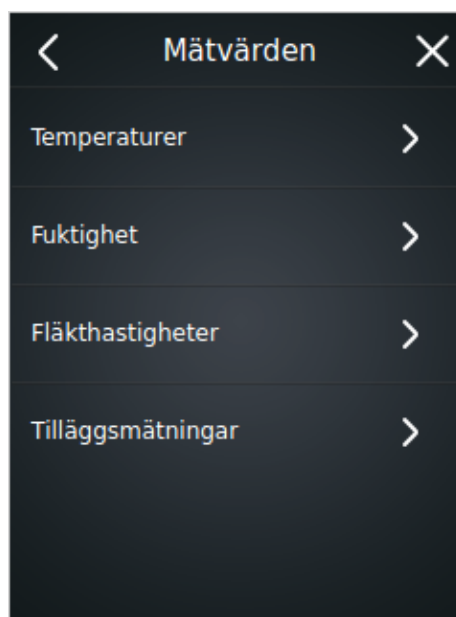 Mätvärden
Temperaturer
Fuktighet
Fläkthastigheter
Tilläggsmätningar